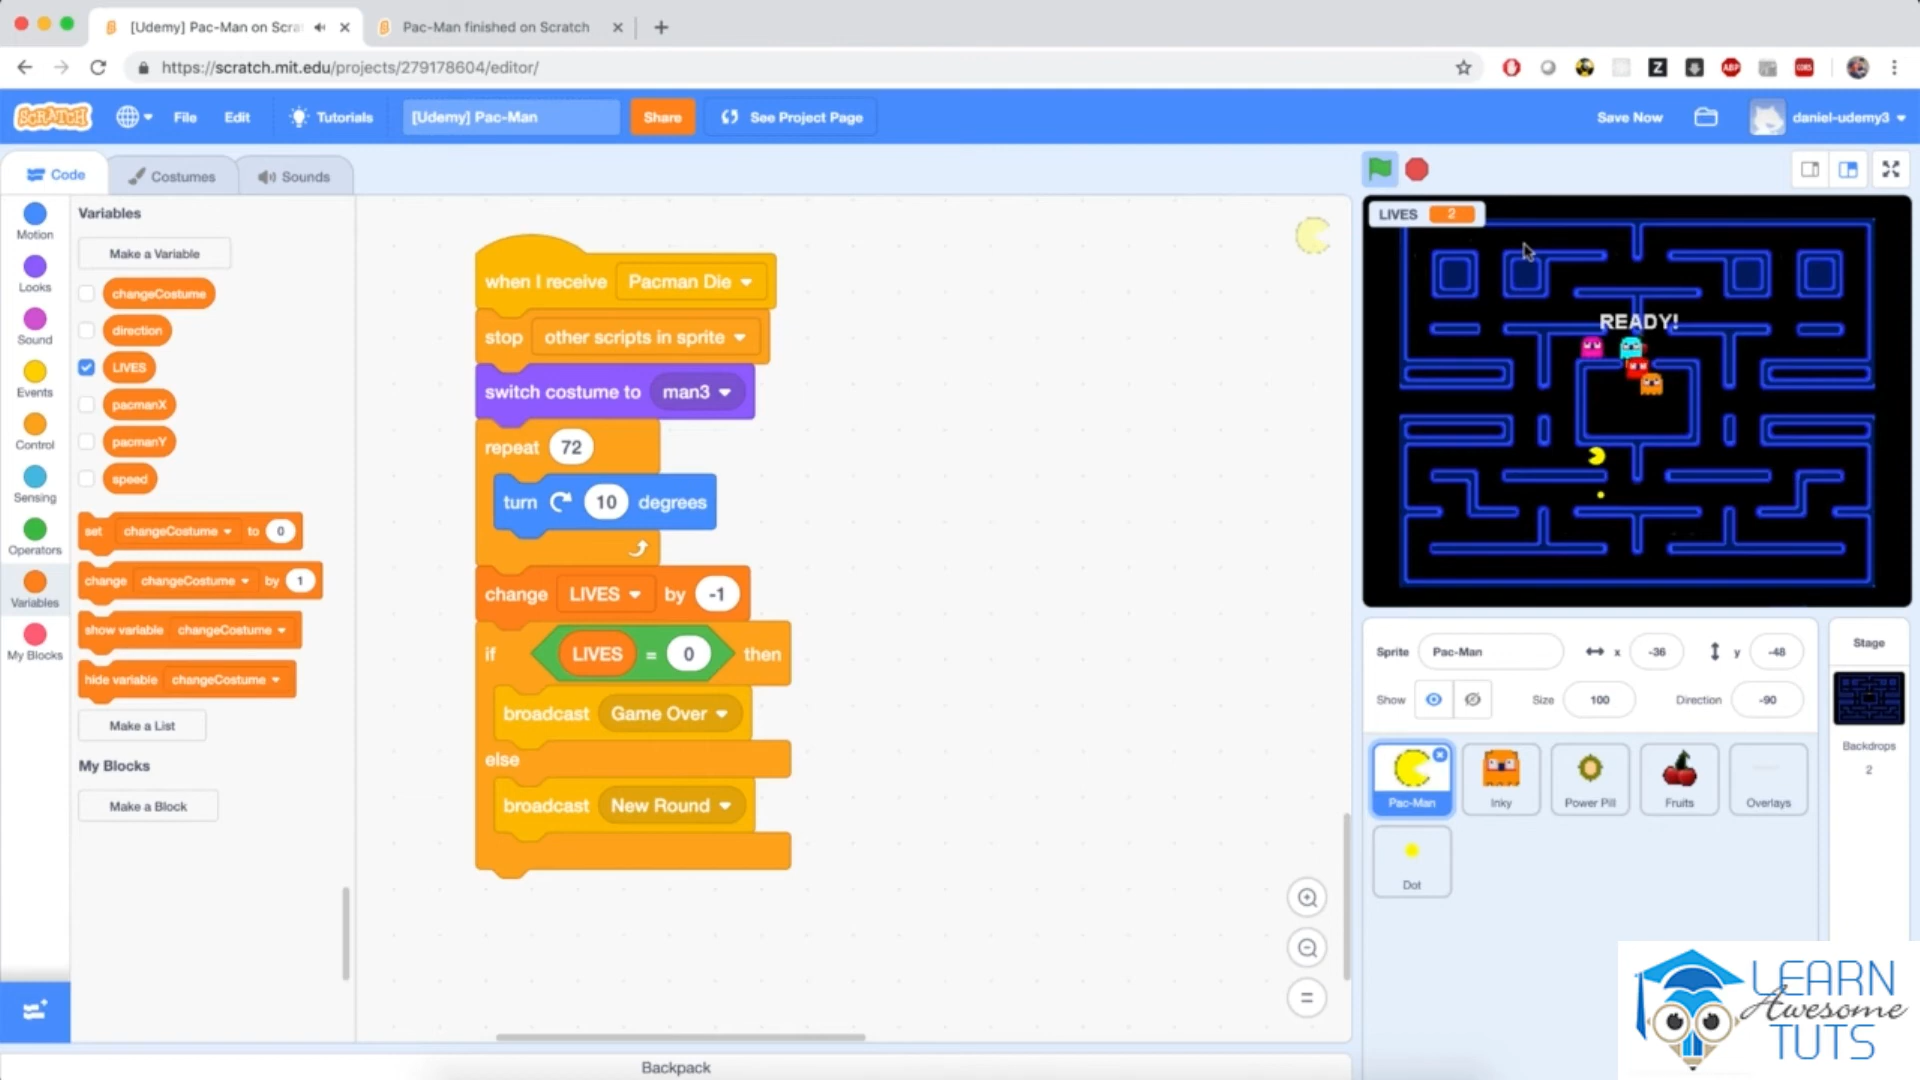 [Udemy] Pac-Man on Scra
Pac-Man finished on Scratch
https://scratch.mit.edu/projects/279178604/editor/
Z
ABP
CORS
SCRATCH
File
Edit
Tutorials
[Udemy] Pac-Man
Share
See Project Page
Save Now
daniel-udemy3
Code
Costumes
Sounds
Motion
Looks
Sound
Events
Control
Sensing
Operators
Variables
My Blocks
Variables
Make a Variable
changeCostume
direction
LIVES
pacmanX
pacmanY
speed
set changeCostume to 0
change changeCostume by 1
show variable changeCostume
hide variable changeCostume
Make a List
My Blocks
Make a Block
when I receive Pacman Die
stop other scripts in sprite
switch costume to man3
repeat 72
turn 10 degrees
change LIVES by -1
if LIVES = 0 then
broadcast Game Over
else
broadcast New Round
Backpack
LIVES 2
READY!
Sprite Pac-Man x -36 y -48
Show Size 100 Direction -90
Pac-Man
Inky
Power Pill
Fruits
Overlays
Dot
Stage
Backdrops
2
LEARN
Awesome
TUTS